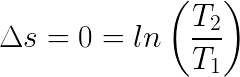 Δs = 0 = ln(T₂/T₁)